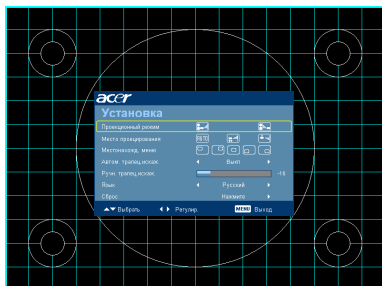 acer
Установка
Проекционный режим
Место проецирования
Местонахожд. меню
Автом. трапец.искаж. Выкл
Ручн. трапец.искаж. -18
Язык Русский
Сброс Нажмите
Выбрать Регулир. MENU Выход